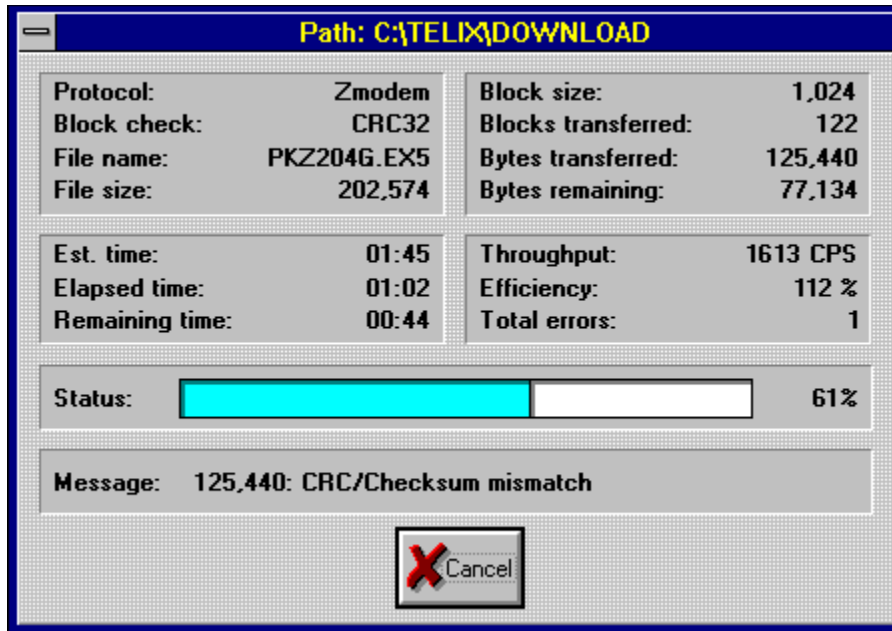 Path: C:\TELIX\DOWNLOAD
Protocol: Zmodem
Block check: CRC32
File name: PKZ204G.EX5
File size: 202,574
Block size: 1,024
Blocks transferred: 122
Bytes transferred: 125,440
Bytes remaining: 77,134
Est. time: 01:45
Elapsed time: 01:02
Remaining time: 00:44
Throughput: 1613 CPS
Efficiency: 112 %
Total errors: 1
Status: 61%
Message: 125,440: CRC/Checksum mismatch
Cancel